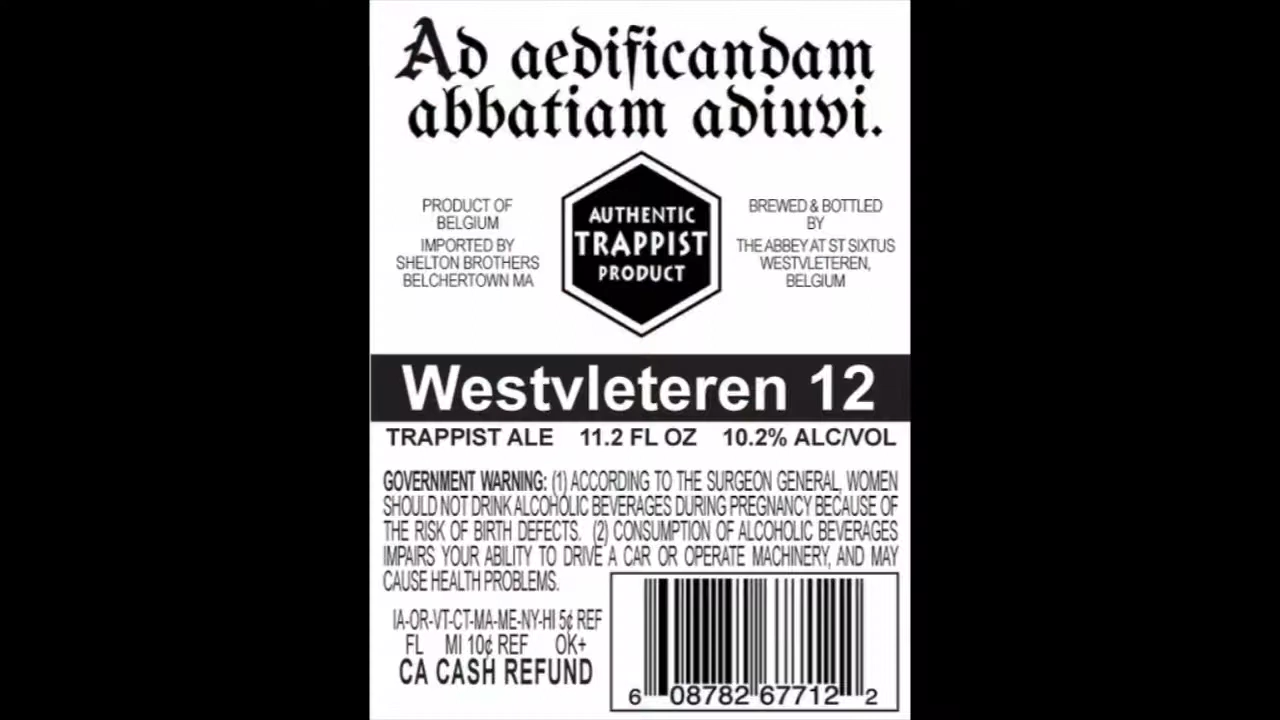 Ad aedificandam
abbatiam adiuvi.
PRODUCT OF
BELGIUM
IMPORTED BY
SHELTON BROTHERS
BELCHERTOWN MA
AUTHENTIC
TRAPPIST
PRODUCT
BREWED & BOTTLED
BY
THE ABBEY AT ST SIXTUS
WESTVLETEREN,
BELGIUM
Westvleteren 12
TRAPPIST ALE 11.2 FL OZ 10.2% ALC/VOL
GOVERNMENT WARNING: (1) ACCORDING TO THE SURGEON GENERAL, WOMEN
SHOULD NOT DRINK ALCOHOLIC BEVERAGES DURING PREGNANCY BECAUSE OF
THE RISK OF BIRTH DEFECTS. (2) CONSUMPTION OF ALCOHOLIC BEVERAGES
IMPAIRS YOUR ABILITY TO DRIVE A CAR OR OPERATE MACHINERY, AND MAY
CAUSE HEALTH PROBLEMS.
IA-OR-VT-CT-MA-ME-NY-HI 5¢ REF
FL MI 10¢ REF OK+
CA CASH REFUND
6 08782 67712 2